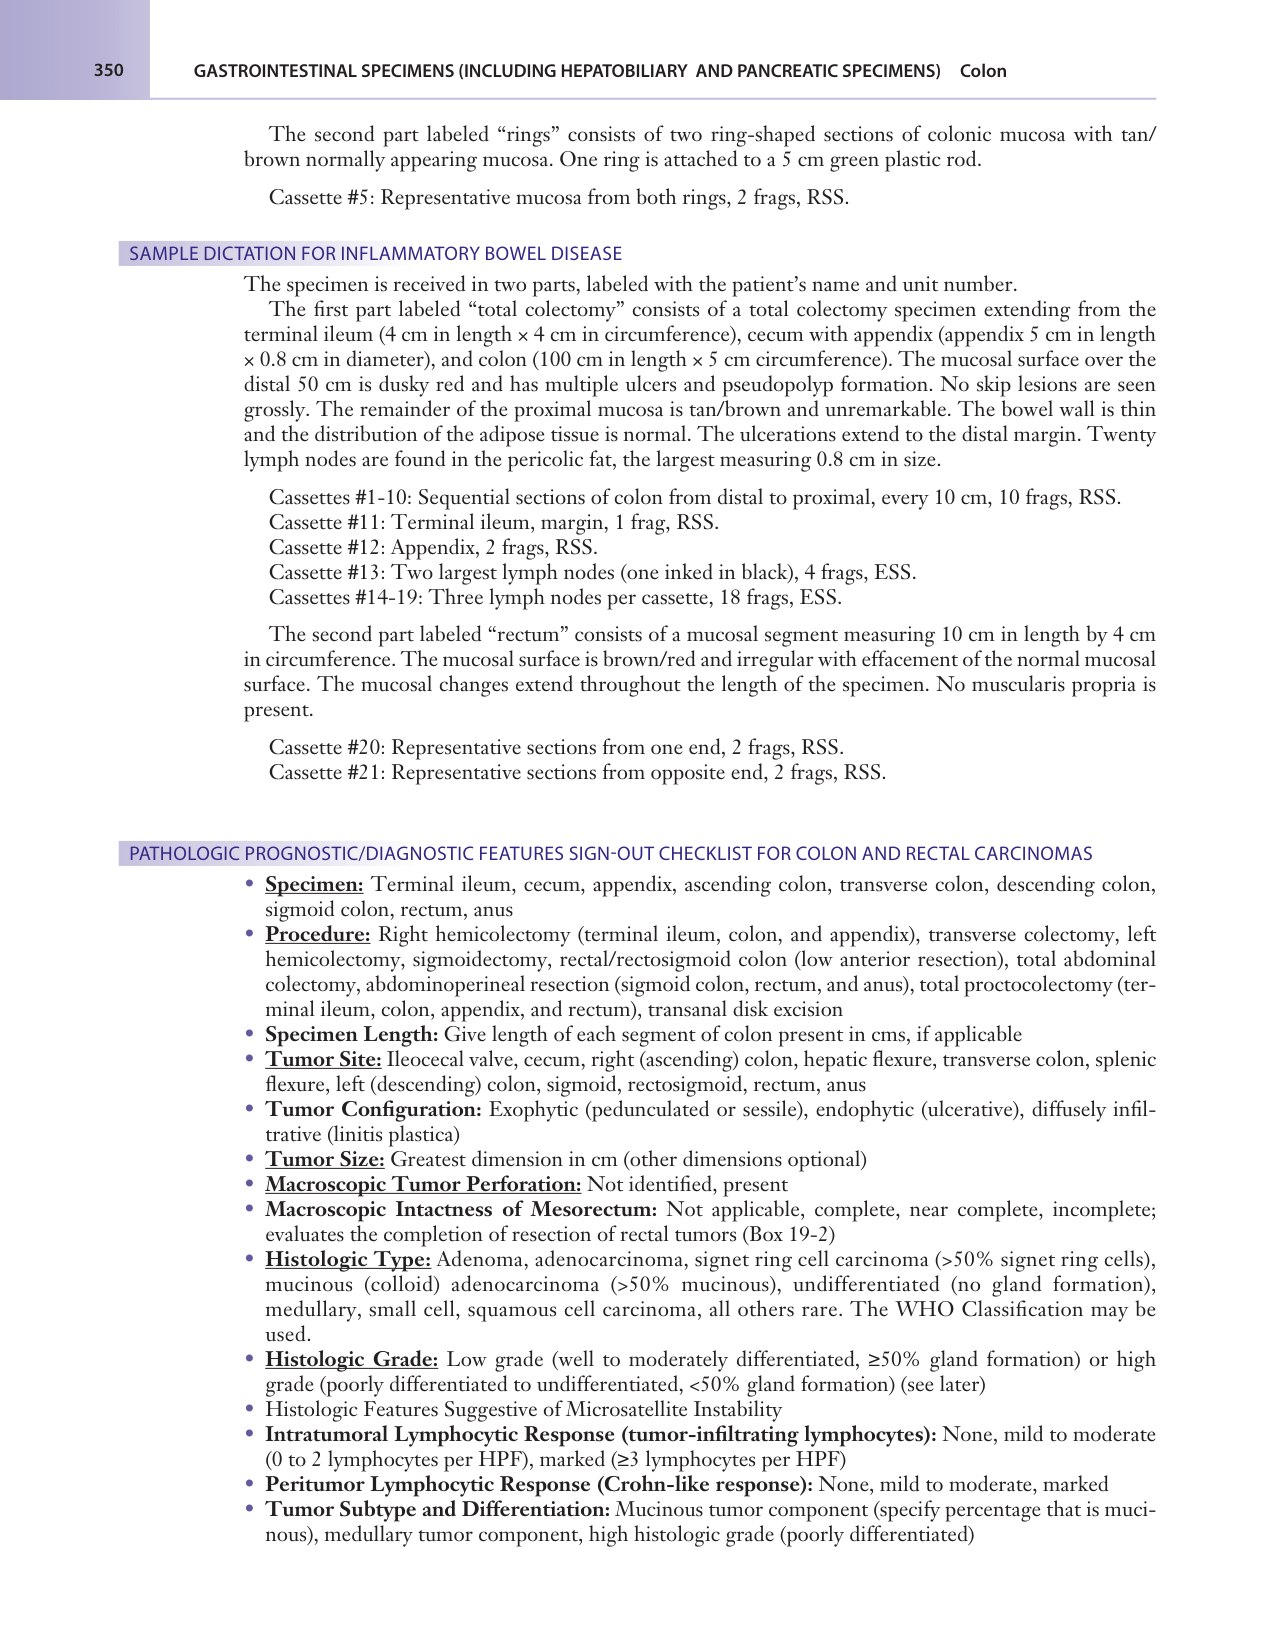 350
GASTROINTESTINAL SPECIMENS (INCLUDING HEPATOBILIARY AND PANCREATIC SPECIMENS) Colon
The second part labeled “rings” consists of two ring-shaped sections of colonic mucosa with tan/
brown normally appearing mucosa. One ring is attached to a 5 cm green plastic rod.
Cassette #5: Representative mucosa from both rings, 2 frags, RSS.
SAMPLE DICTATION FOR INFLAMMATORY BOWEL DISEASE
The specimen is received in two parts, labeled with the patient’s name and unit number.
The first part labeled “total colectomy” consists of a total colectomy specimen extending from the
terminal ileum (4 cm in length × 4 cm in circumference), cecum with appendix (appendix 5 cm in length
× 0.8 cm in diameter), and colon (100 cm in length × 5 cm circumference). The mucosal surface over the
distal 50 cm is dusky red and has multiple ulcers and pseudopolyp formation. No skip lesions are seen
grossly. The remainder of the proximal mucosa is tan/brown and unremarkable. The bowel wall is thin
and the distribution of the adipose tissue is normal. The ulcerations extend to the distal margin. Twenty
lymph nodes are found in the pericolic fat, the largest measuring 0.8 cm in size.
Cassettes #1-10: Sequential sections of colon from distal to proximal, every 10 cm, 10 frags, RSS.
Cassette #11: Terminal ileum, margin, 1 frag, RSS.
Cassette #12: Appendix, 2 frags, RSS.
Cassette #13: Two largest lymph nodes (one inked in black), 4 frags, ESS.
Cassettes #14-19: Three lymph nodes per cassette, 18 frags, ESS.
The second part labeled “rectum” consists of a mucosal segment measuring 10 cm in length by 4 cm
in circumference. The mucosal surface is brown/red and irregular with effacement of the normal mucosal
surface. The mucosal changes extend throughout the length of the specimen. No muscularis propria is
present.
Cassette #20: Representative sections from one end, 2 frags, RSS.
Cassette #21: Representative sections from opposite end, 2 frags, RSS.
PATHOLOGIC PROGNOSTIC/DIAGNOSTIC FEATURES SIGN-OUT CHECKLIST FOR COLON AND RECTAL CARCINOMAS
• Specimen: Terminal ileum, cecum, appendix, ascending colon, transverse colon, descending colon,
sigmoid colon, rectum, anus
• Procedure: Right hemicolectomy (terminal ileum, colon, and appendix), transverse colectomy, left
hemicolectomy, sigmoidectomy, rectal/rectosigmoid colon (low anterior resection), total abdominal
colectomy, abdominoperineal resection (sigmoid colon, rectum, and anus), total proctocolectomy (ter-
minal ileum, colon, appendix, and rectum), transanal disk excision
• Specimen Length: Give length of each segment of colon present in cms, if applicable
• Tumor Site: Ileocecal valve, cecum, right (ascending) colon, hepatic flexure, transverse colon, splenic
flexure, left (descending) colon, sigmoid, rectosigmoid, rectum, anus
• Tumor Configuration: Exophytic (pedunculated or sessile), endophytic (ulcerative), diffusely infil-
trative (linitis plastica)
• Tumor Size: Greatest dimension in cm (other dimensions optional)
• Macroscopic Tumor Perforation: Not identified, present
• Macroscopic Intactness of Mesorectum: Not applicable, complete, near complete, incomplete;
evaluates the completion of resection of rectal tumors (Box 19-2)
• Histologic Type: Adenoma, adenocarcinoma, signet ring cell carcinoma (>50% signet ring cells),
mucinous (colloid) adenocarcinoma (>50% mucinous), undifferentiated (no gland formation),
medullary, small cell, squamous cell carcinoma, all others rare. The WHO Classification may be
used.
• Histologic Grade: Low grade (well to moderately differentiated, ≥50% gland formation) or high
grade (poorly differentiated to undifferentiated, <50% gland formation) (see later)
• Histologic Features Suggestive of Microsatellite Instability
• Intratumoral Lymphocytic Response (tumor-infiltrating lymphocytes): None, mild to moderate
(0 to 2 lymphocytes per HPF), marked (≥3 lymphocytes per HPF)
• Peritumor Lymphocytic Response (Crohn-like response): None, mild to moderate, marked
• Tumor Subtype and Differentiation: Mucinous tumor component (specify percentage that is muci-
nous), medullary tumor component, high histologic grade (poorly differentiated)